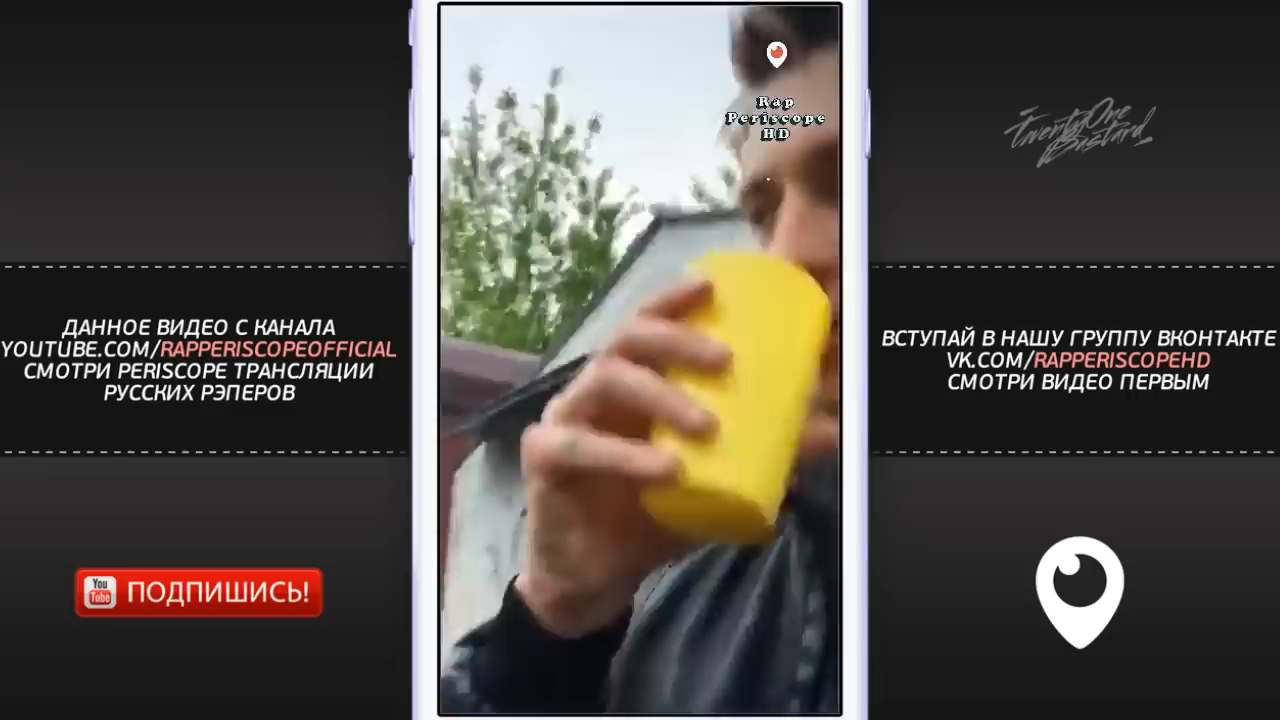 Rap
Periscope
HD
TwentyOne
Bastard
ДАННОЕ ВИДЕО С КАНАЛА
YOUTUBE.COM/RAPPERISCOPEOFFICIAL
СМОТРИ PERISCOPE ТРАНСЛЯЦИИ
РУССКИХ РЭПЕРОВ
ВСТУПАЙ В НАШУ ГРУППУ ВКОНТАКТЕ
VK.COM/RAPPERISCOPEHD
СМОТРИ ВИДЕО ПЕРВЫМ
You
Tube
ПОДПИШИСЬ!